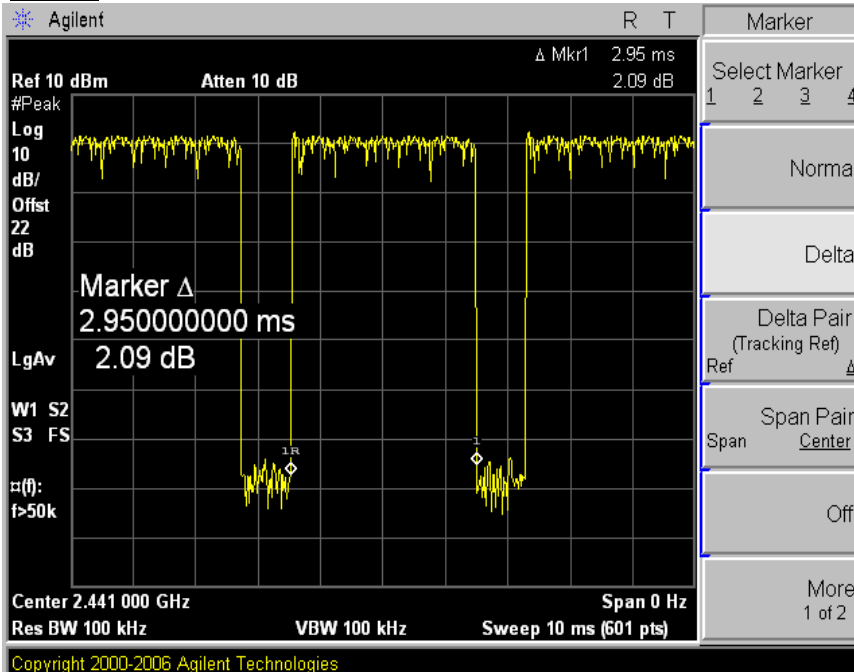 Agilent R T Marker
Δ Mkr1 2.95 ms
Ref 10 dBm Atten 10 dB 2.09 dB
#Peak
Log
10
dB/
Offst
22
dB
LgAv
W1 S2
S3 FS
¤(f):
f>50k
Marker Δ
2.950000000 ms
2.09 dB
1R
1
Center 2.441 000 GHz Span 0 Hz
Res BW 100 kHz VBW 100 kHz Sweep 10 ms (601 pts)
Copyright 2000-2006 Agilent Technologies
Select Marker
1 2 3 4
Norma
Delta
Delta Pair
(Tracking Ref)
Ref Δ
Span Pair
Span Center
Off
More
1 of 2